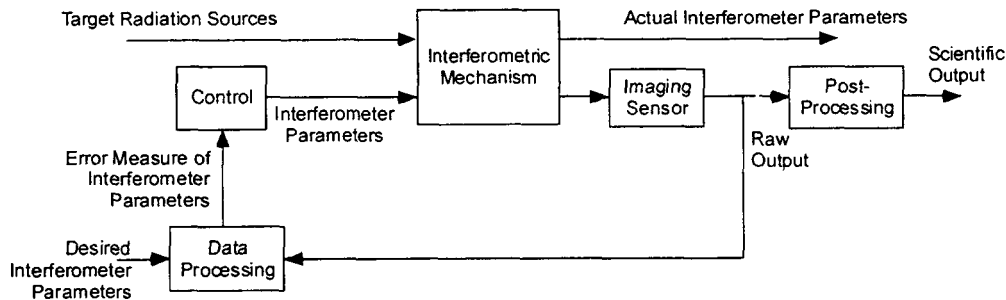 Target Radiation Sources
Actual Interferometer Parameters
Interferometric
Mechanism
Scientific
Output
Control
Interferometer
Parameters
Imaging
Sensor
Post-
Processing
Raw
Output
Error Measure of
Interferometer
Parameters
Desired
Interferometer
Parameters
Data
Processing